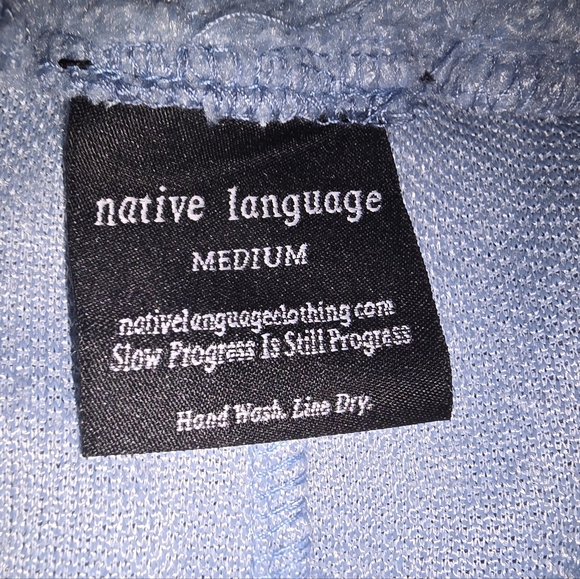 native language
MEDIUM
nativelanguageclothing.com
Slow Progress Is Still Progress
Hand Wash. Line Dry.